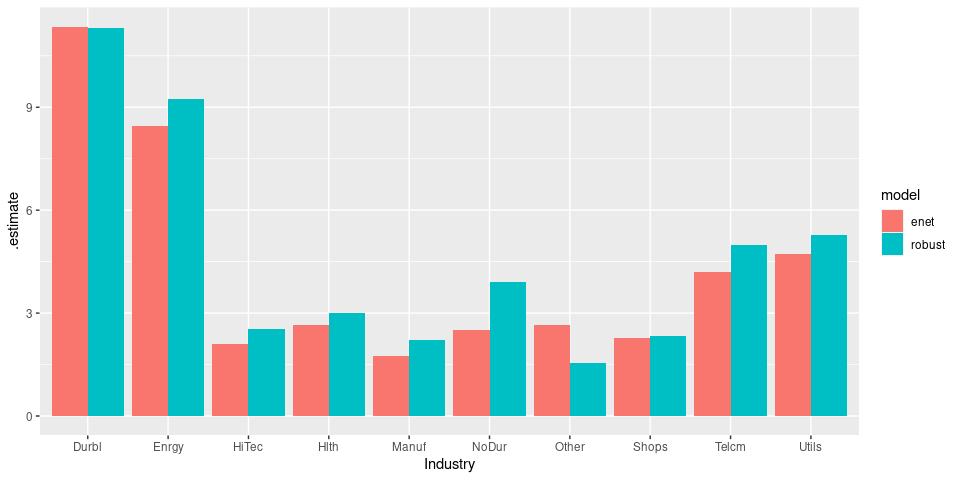 .estimate
9
6
3
0
Durbl Enrgy HiTec Hlth Manuf NoDur Other Shops Telcm Utils
Industry
model
enet
robust